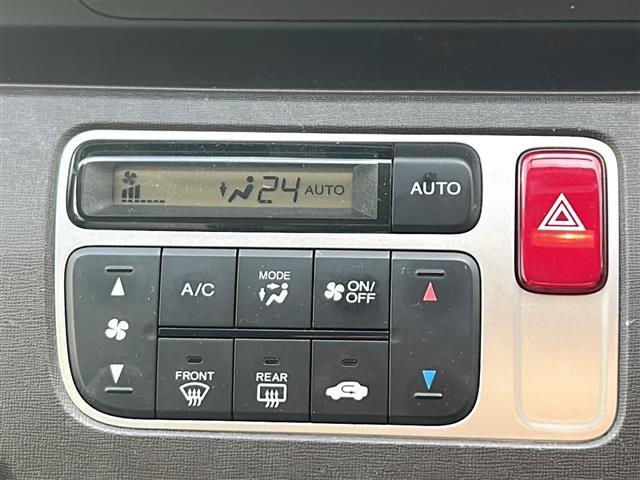 24 AUTO
AUTO
A/C
MODE
ON/
OFF
FRONT
REAR